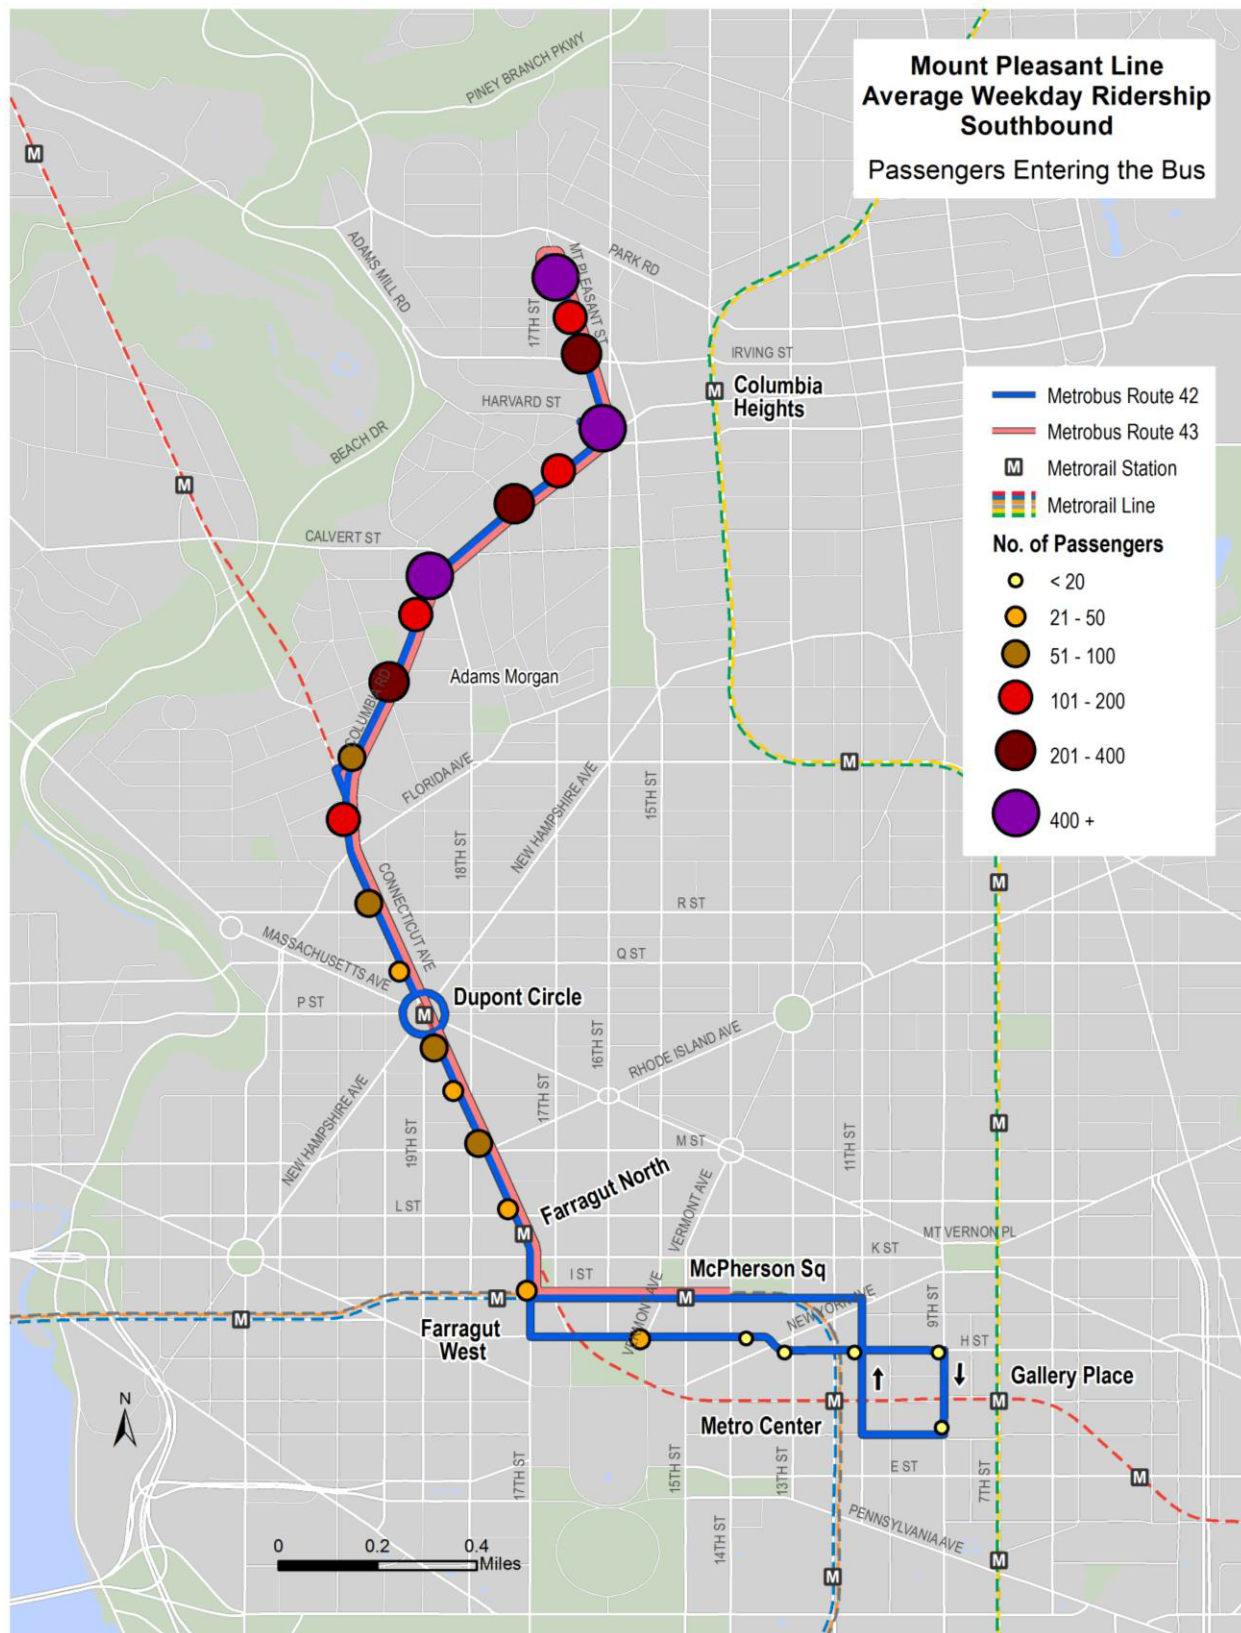 Mount Pleasant Line
Average Weekday Ridership
Southbound
Passengers Entering the Bus
PINEY BRANCH PKWY
M
ADAMS MILL RD
PARK RD
MT PLEASANT ST
17TH ST
IRVING ST
M
Columbia
Heights
HARVARD ST
BEACH DR
M
CALVERT ST
Metrobus Route 42
Metrobus Route 43
M Metrorail Station
Metrorail Line
No. of Passengers
< 20
21 - 50
51 - 100
101 - 200
201 - 400
400 +
Adams Morgan
COLUMBIA RD
FLORIDA AVE
NEW HAMPSHIRE AVE
15TH ST
M
18TH ST
CONNECTICUT AVE
M
R ST
MASSACHUSETTS AVE
Q ST
P ST
M
Dupont Circle
16TH ST
RHODE ISLAND AVE
NEW HAMPSHIRE AVE
19TH ST
17TH ST
M ST
11TH ST
M
L ST
Farragut North
M
VERMONT AVE
K ST
MT VERNON PL
I ST
McPherson Sq
M
M
M
Farragut
West
VERMONT AVE
NEW YORK AVE
9TH ST
H ST
Gallery Place
M
M
Metro Center
N
17TH ST
15TH ST
13TH ST
E ST
7TH ST
M
14TH ST
PENNSYLVANIA AVE
M
M
0 0.2 0.4
Miles